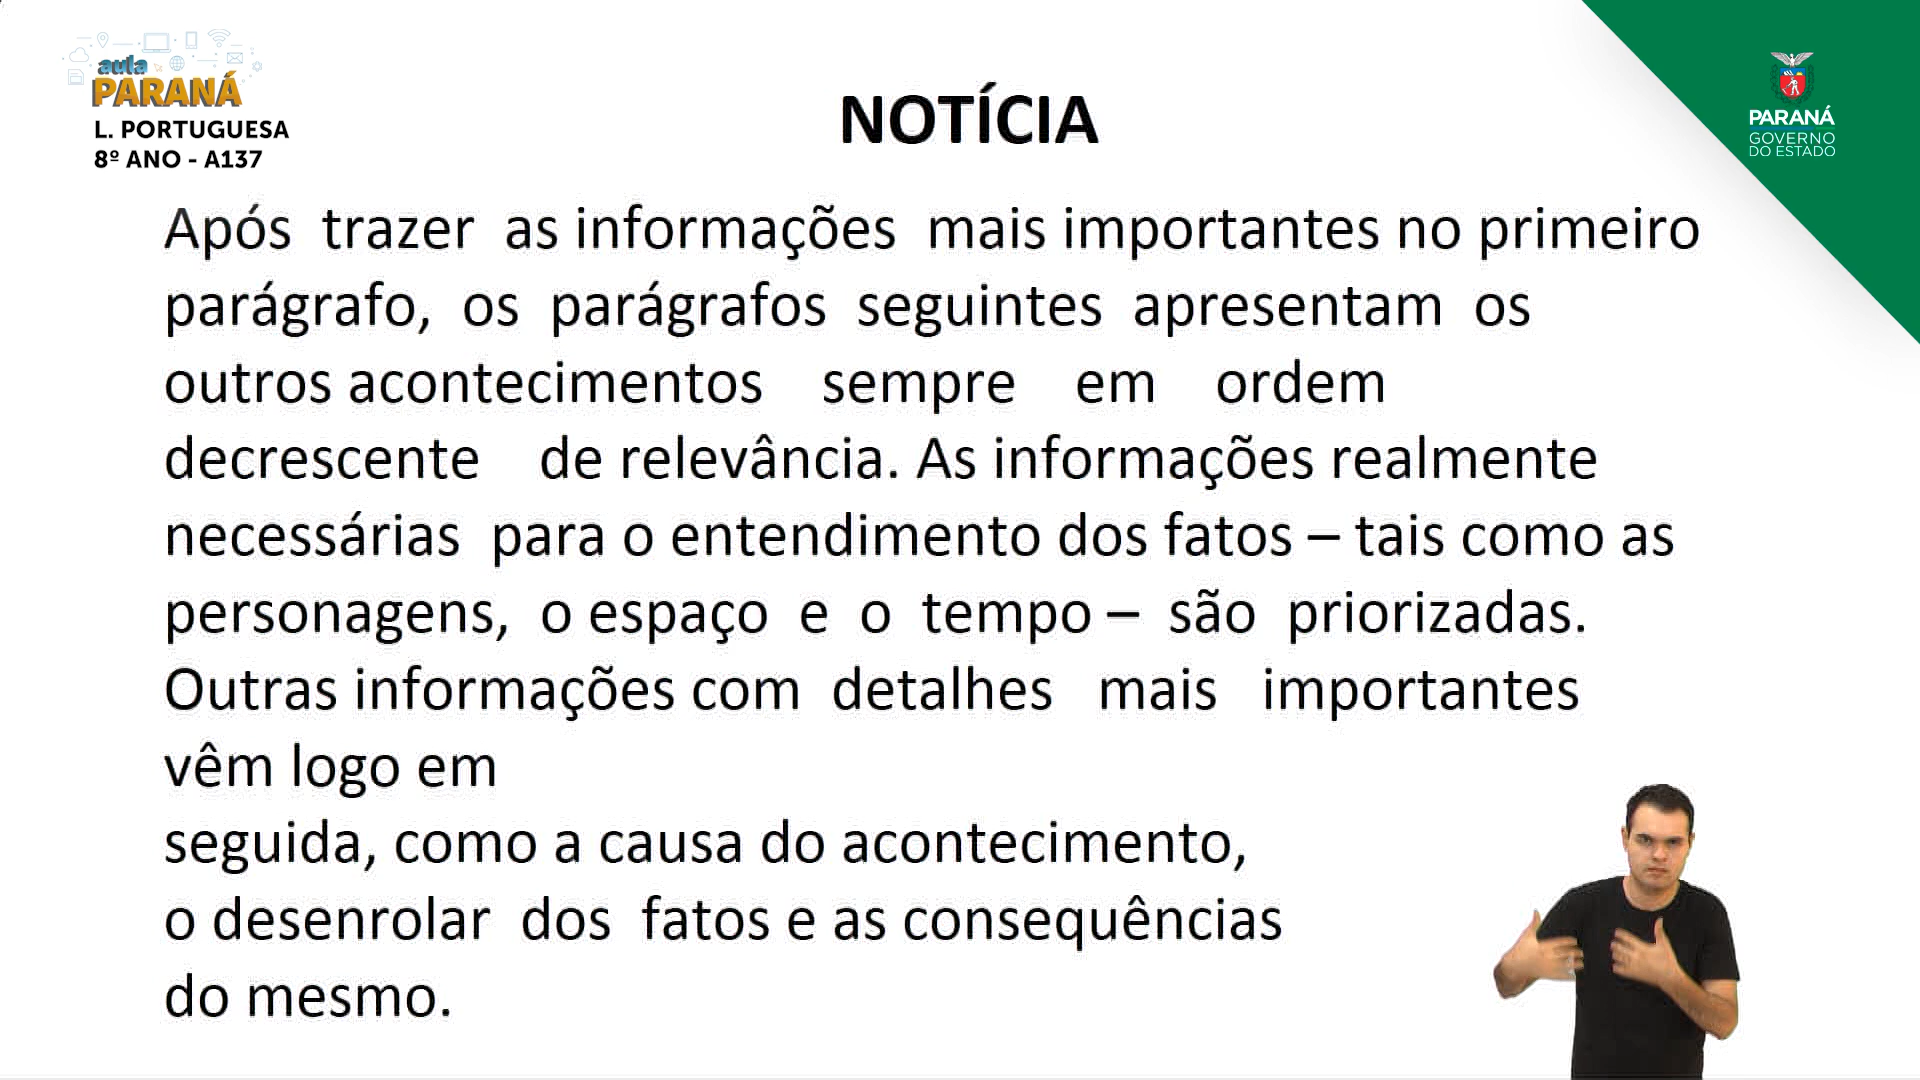 aula
PARANÁ
L. PORTUGUESA
8º ANO - A137
NOTÍCIA
PARANÁ
GOVERNO
DO ESTADO
Após trazer as informações mais importantes no primeiro
parágrafo, os parágrafos seguintes apresentam os
outros acontecimentos sempre em ordem
decrescente de relevância. As informações realmente
necessárias para o entendimento dos fatos – tais como as
personagens, o espaço e o tempo – são priorizadas.
Outras informações com detalhes mais importantes
vêm logo em
seguida, como a causa do acontecimento,
o desenrolar dos fatos e as consequências
do mesmo.